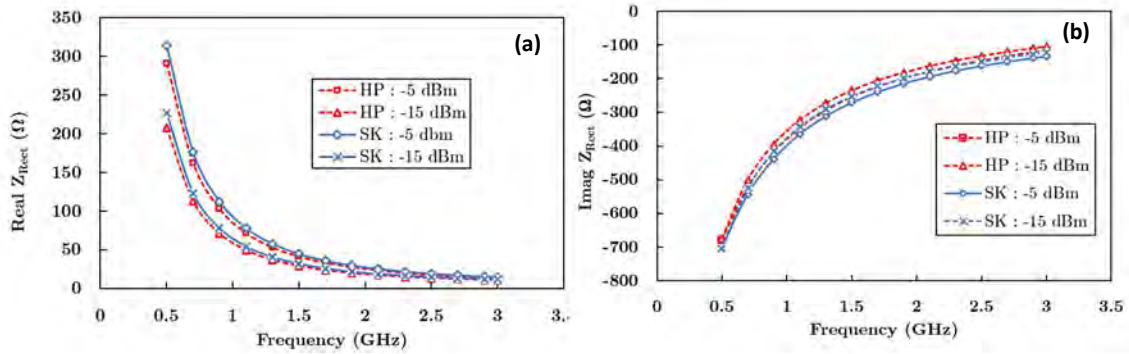 350
300
250
200
150
100
50
0
0
0.5
1
1.5
2
2.5
3
3.5
Real Z_Rect (Ω)
Frequency (GHz)
(a)
HP : -5 dBm
HP : -15 dBm
SK : -5 dbm
SK : -15 dBm
0
-100
-200
-300
-400
-500
-600
-700
-800
0
0.5
1
1.5
2
2.5
3
3.5
Imag Z_Rect (Ω)
Frequency (GHz)
(b)
HP : -5 dBm
HP : -15 dBm
SK : -5 dBm
SK : -15 dBm